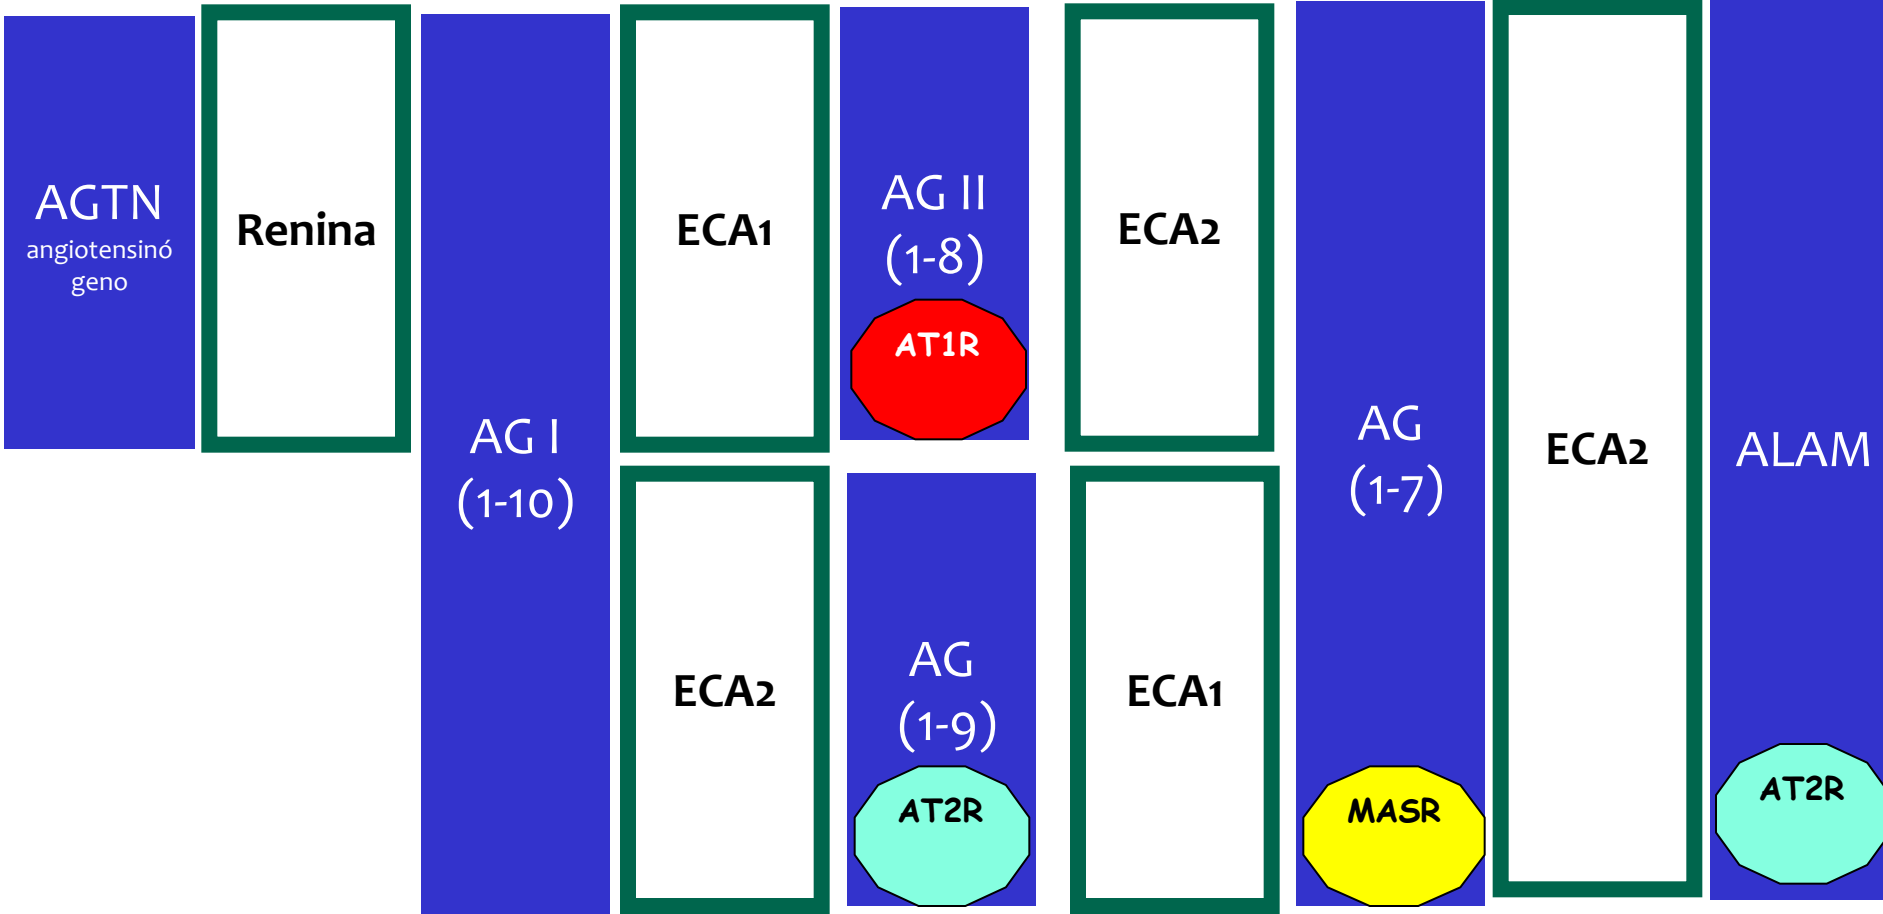 AGTN
angiotensinó
geno
Renina
AG I
(1-10)
ECA1
ECA2
AG II
(1-8)
AT1R
AG
(1-9)
AT2R
ECA2
ECA1
AG
(1-7)
MASR
ECA2
ALAM
AT2R